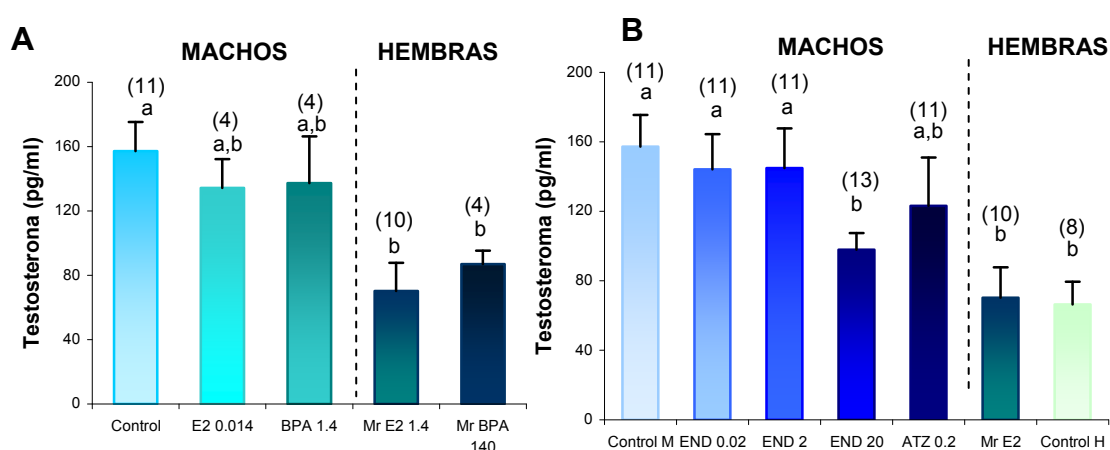 A
MACHOS
HEMBRAS
Testosterona (pg/ml)
200
160
120
80
40
0
(11)
a
(4)
a,b
(4)
a,b
(10)
b
(4)
b
Control
E2 0.014
BPA 1.4
Mr E2 1.4
Mr BPA
140
B
MACHOS
HEMBRAS
Testosteroma (pg/ml)
200
160
120
80
40
0
(11)
a
(11)
a
(11)
a
(13)
b
(11)
a,b
(10)
b
(8)
b
Control M
END 0.02
END 2
END 20
ATZ 0.2
Mr E2
Control H